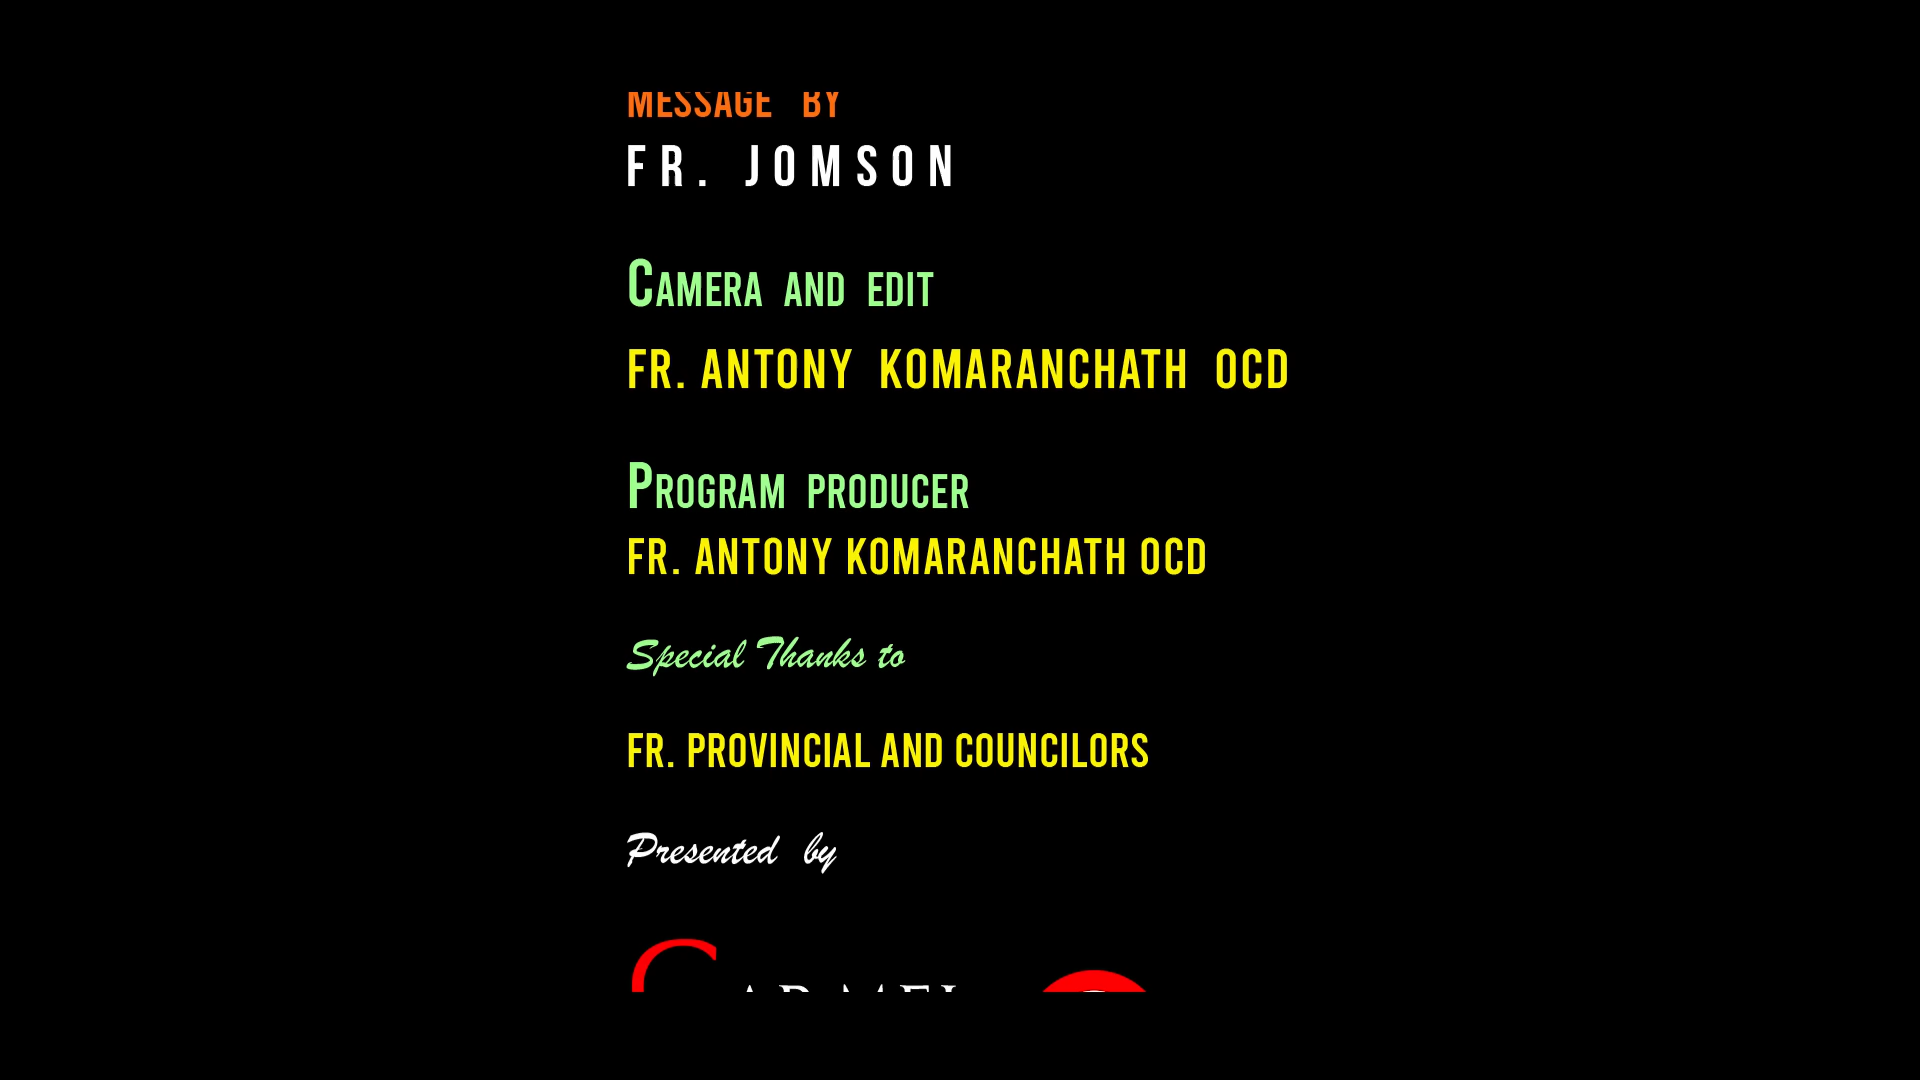 MESSAGE BY
FR. JOMSON
CAMERA AND EDIT
FR. ANTONY KOMARANCHATH OCD
PROGRAM PRODUCER
FR. ANTONY KOMARANCHATH OCD
Special Thanks to
FR. PROVINCIAL AND COUNCILORS
Presented by
CARMEL